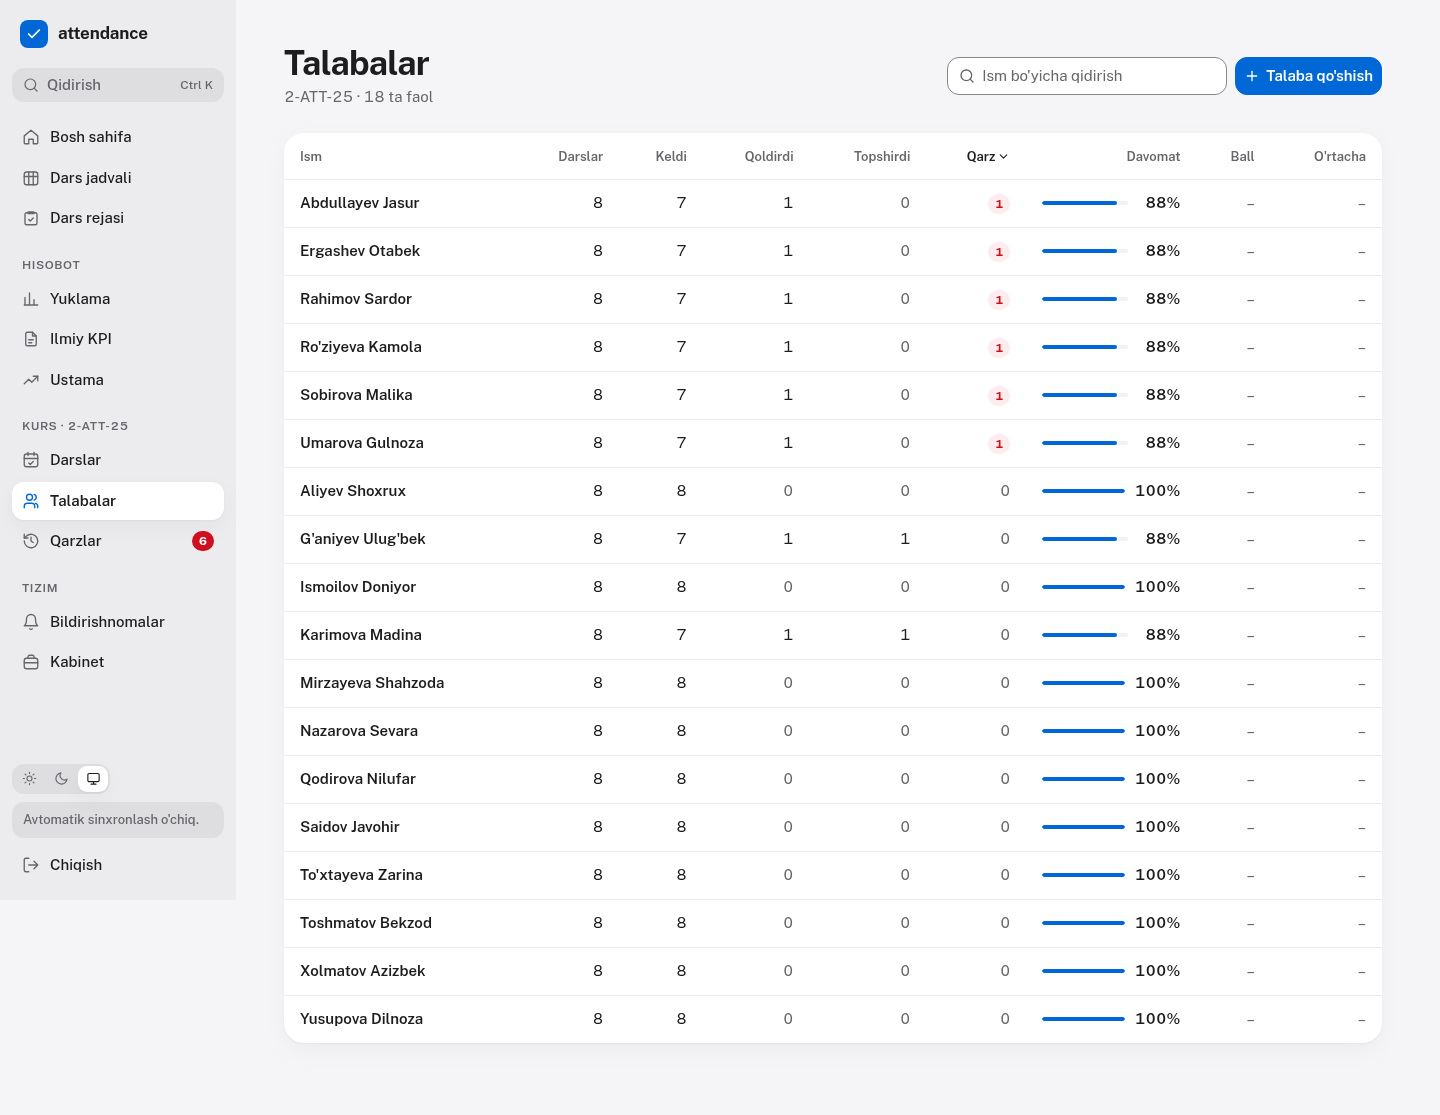 attendance
Qidirish Ctrl K
Bosh sahifa
Dars jadvali
Dars rejasi
HISOBOT
Yuklama
Ilmiy KPI
Ustama
KURS · 2-ATT-25
Darslar
Talabalar
Qarzlar 6
TIZIM
Bildirishnomalar
Kabinet
Avtomatik sinxronlash o'chiq.
Chiqish
Talabalar
2-ATT-25 · 18 ta faol
Ism bo'yicha qidirish
Talaba qo'shish
Ism Darslar Keldi Qoldirdi Topshirdi Qarz Davomat Ball O'rtacha
Abdullayev Jasur 8 7 1 0 1 88% – –
Ergashev Otabek 8 7 1 0 1 88% – –
Rahimov Sardor 8 7 1 0 1 88% – –
Ro'ziyeva Kamola 8 7 1 0 1 88% – –
Sobirova Malika 8 7 1 0 1 88% – –
Umarova Gulnoza 8 7 1 0 1 88% – –
Aliyev Shoxrux 8 8 0 0 0 100% – –
G'aniyev Ulug'bek 8 7 1 1 0 88% – –
Ismoilov Doniyor 8 8 0 0 0 100% – –
Karimova Madina 8 7 1 1 0 88% – –
Mirzayeva Shahzoda 8 8 0 0 0 100% – –
Nazarova Sevara 8 8 0 0 0 100% – –
Qodirova Nilufar 8 8 0 0 0 100% – –
Saidov Javohir 8 8 0 0 0 100% – –
To'xtayeva Zarina 8 8 0 0 0 100% – –
Toshmatov Bekzod 8 8 0 0 0 100% – –
Xolmatov Azizbek 8 8 0 0 0 100% – –
Yusupova Dilnoza 8 8 0 0 0 100% – –